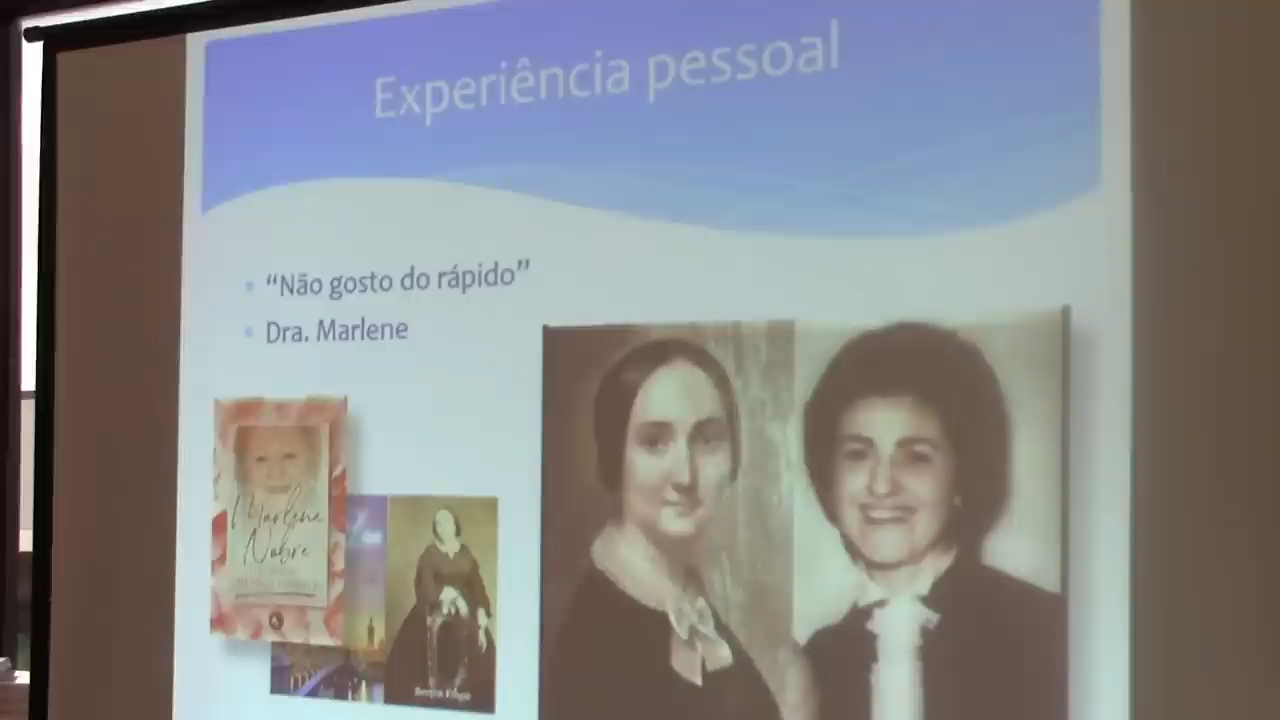 Experiência pessoal
“Não gosto do rápido”
Dra. Marlene
Marlene
Nobre